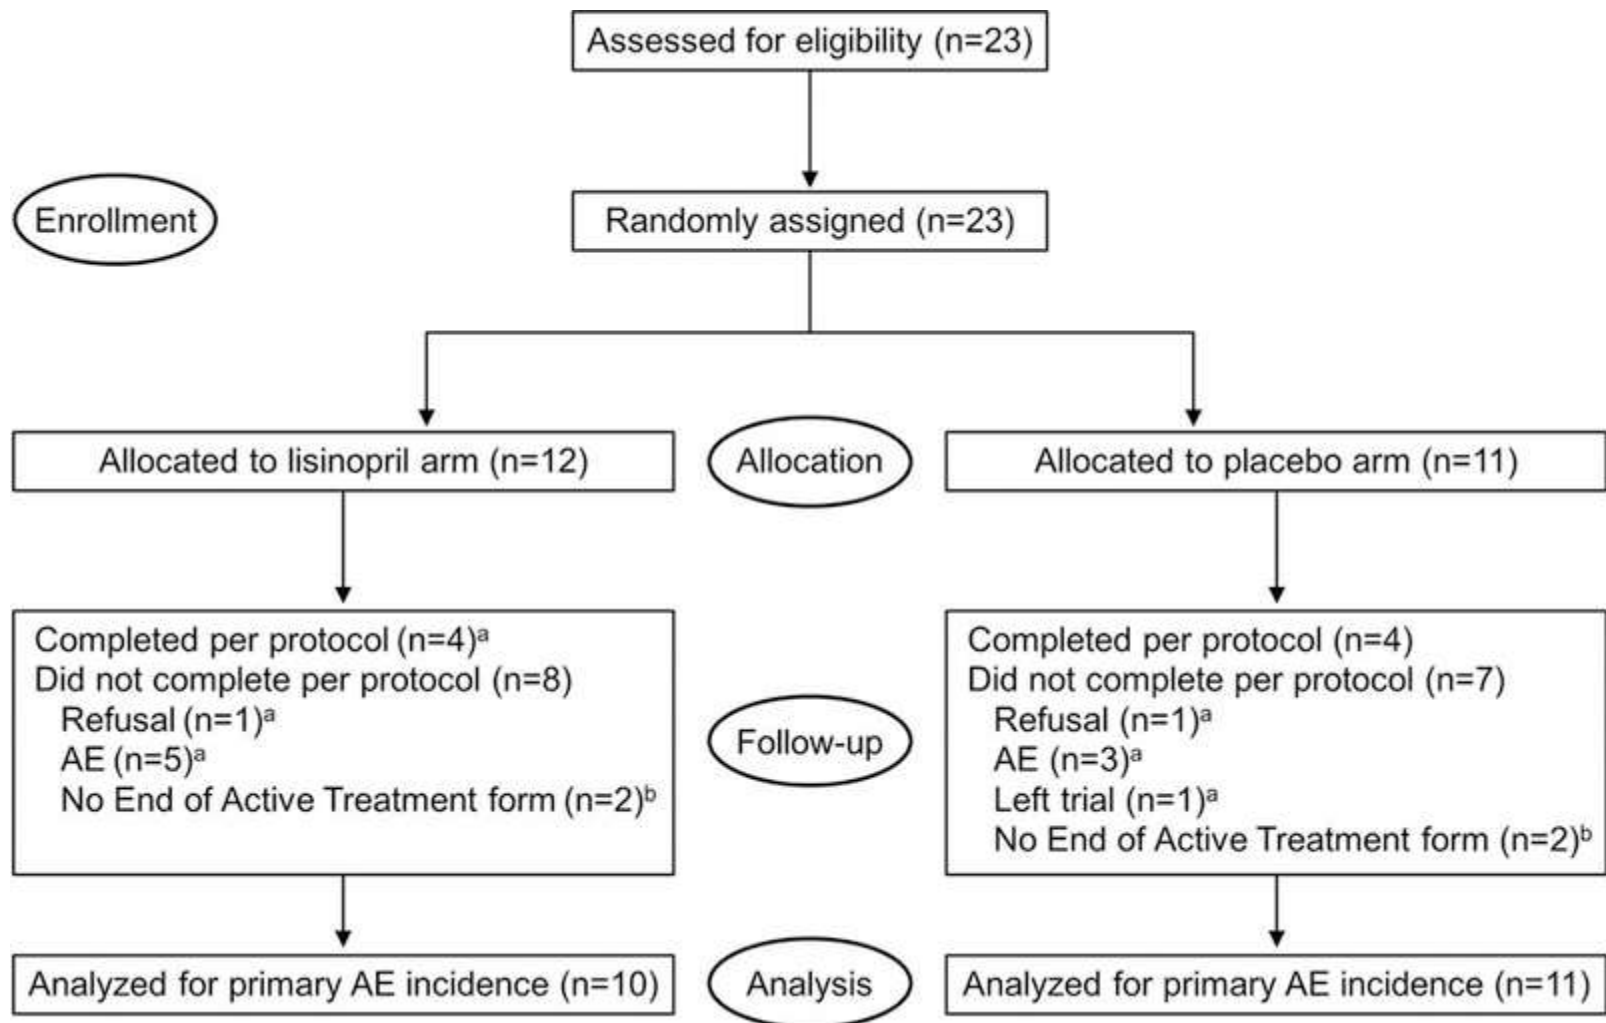 Assessed for eligibility (n=23)
Enrollment
Randomly assigned (n=23)
Allocated to lisinopril arm (n=12)
Allocation
Allocated to placebo arm (n=11)
Completed per protocol (n=4)ᵃ
Did not complete per protocol (n=8)
Refusal (n=1)ᵃ
AE (n=5)ᵃ
No End of Active Treatment form (n=2)ᵇ
Follow-up
Completed per protocol (n=4)
Did not complete per protocol (n=7)
Refusal (n=1)ᵃ
AE (n=3)ᵃ
Left trial (n=1)ᵃ
No End of Active Treatment form (n=2)ᵇ
Analyzed for primary AE incidence (n=10)
Analysis
Analyzed for primary AE incidence (n=11)